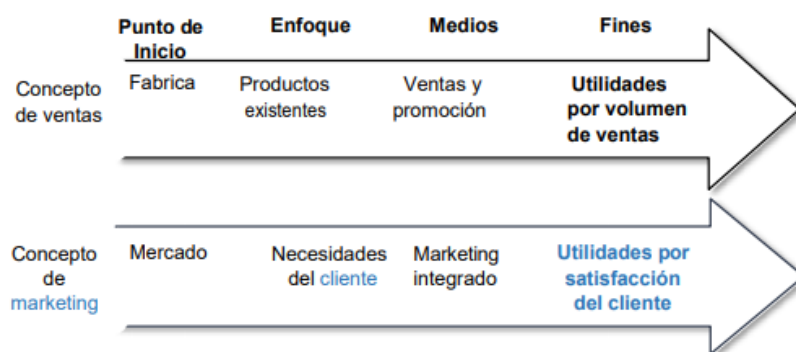 Punto de Inicio
Enfoque
Medios
Fines
Concepto de ventas
Fabrica
Productos existentes
Ventas y promoción
Utilidades por volumen de ventas
Concepto de marketing
Mercado
Necesidades del cliente
Marketing integrado
Utilidades por satisfacción del cliente